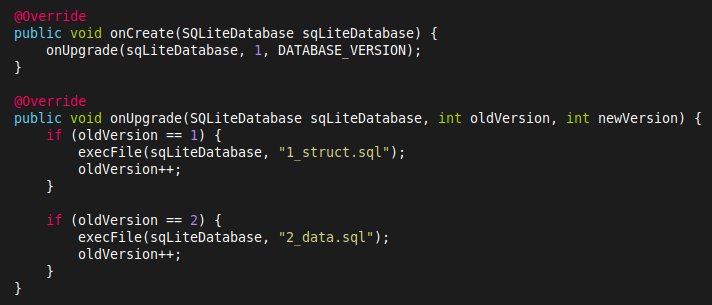 @Override
public void onCreate(SQLiteDatabase sqLiteDatabase) {
    onUpgrade(sqLiteDatabase, 1, DATABASE_VERSION);
}

@Override
public void onUpgrade(SQLiteDatabase sqLiteDatabase, int oldVersion, int newVersion) {
    if (oldVersion == 1) {
        execFile(sqLiteDatabase, "1_struct.sql");
        oldVersion++;
    }

    if (oldVersion == 2) {
        execFile(sqLiteDatabase, "2_data.sql");
        oldVersion++;
    }
}